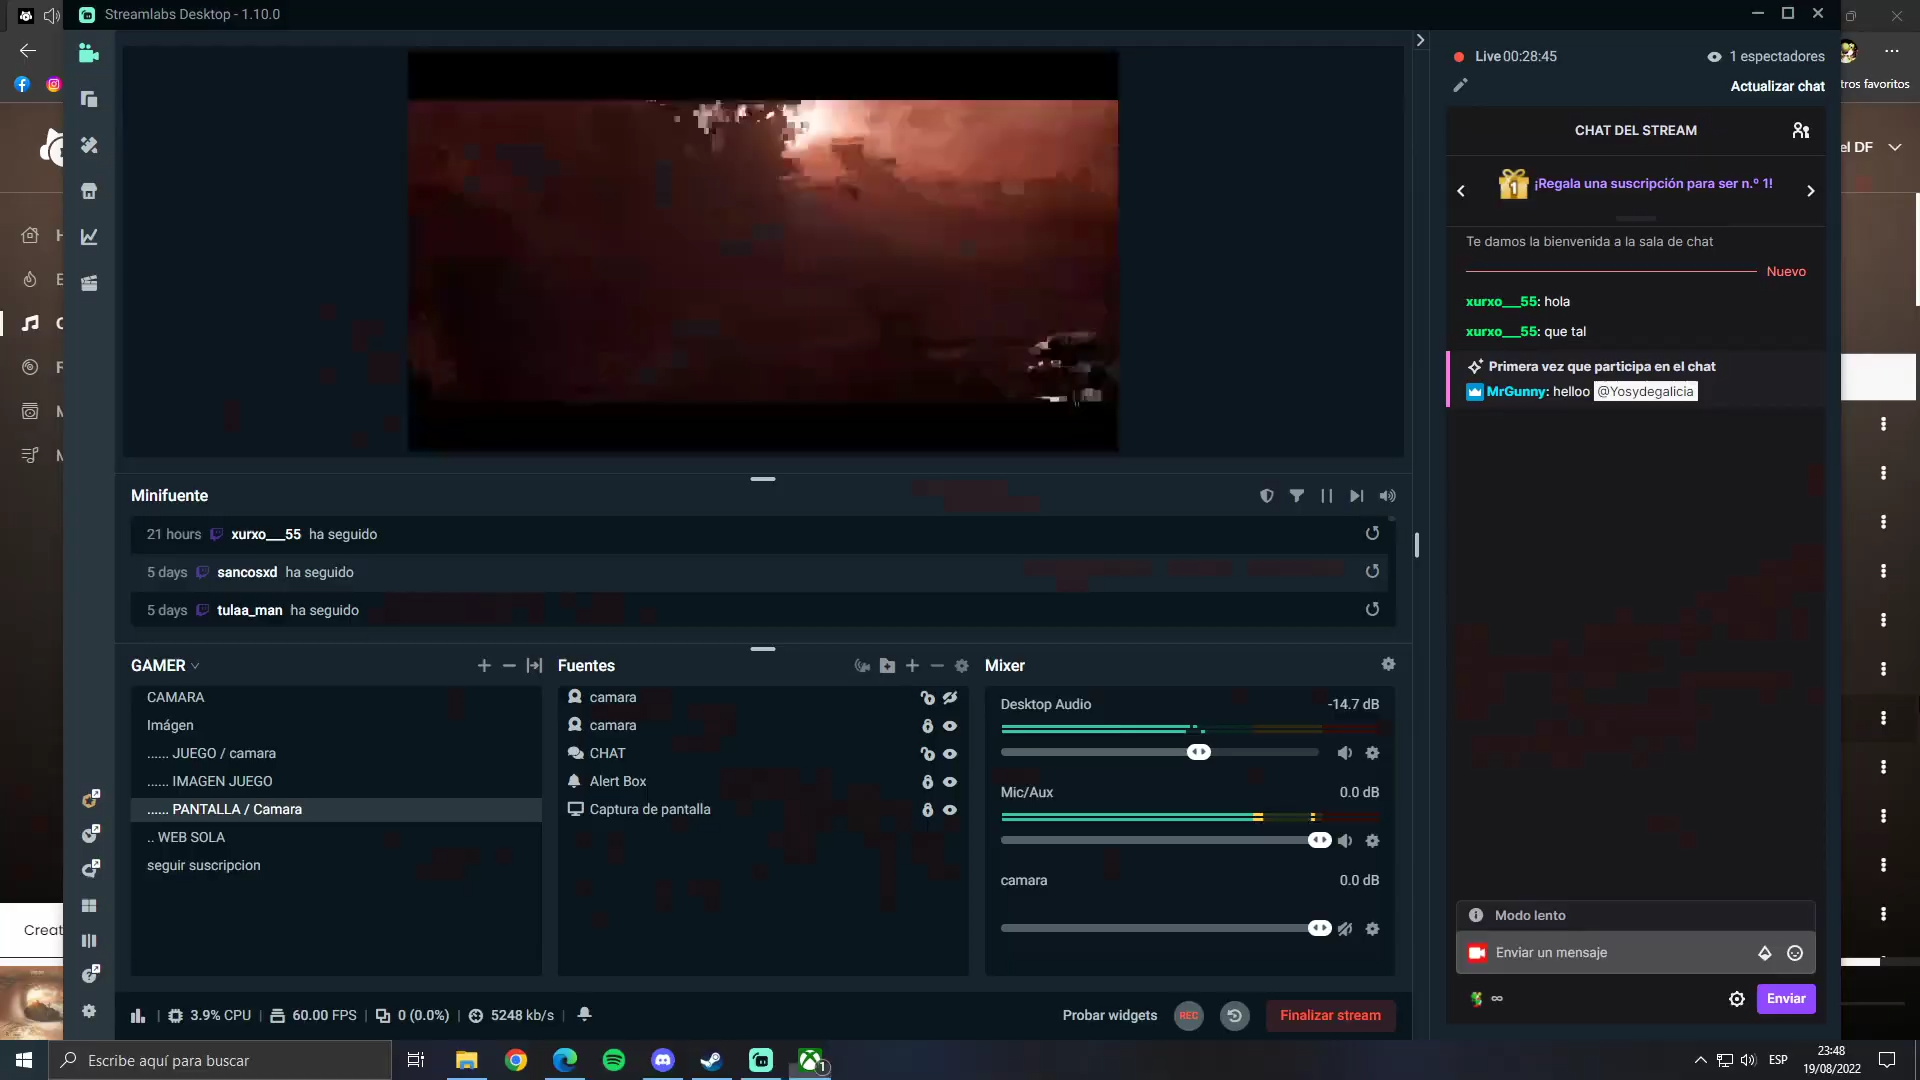 Streamlabs Desktop - 1.10.0
Live 00:28:45
1 espectadores
Actualizar chat
tros favoritos
CHAT DEL STREAM
el DF
1
¡Regala una suscripción para ser n.º 1!
Te damos la bienvenida a la sala de chat
Nuevo
xurxo__55: hola
xurxo__55: que tal
Primera vez que participa en el chat
MrGunny: helloo @Yosydegalicia
Minifuente
21 hours xurxo__55 ha seguido
5 days sancosxd ha seguido
5 days tulaa_man ha seguido
GAMER
CAMARA
Imágen
...... JUEGO / camara
...... IMAGEN JUEGO
...... PANTALLA / Camara
.. WEB SOLA
seguir suscripcion
Fuentes
camara
camara
CHAT
Alert Box
Captura de pantalla
Mixer
Desktop Audio -14.7 dB
Mic/Aux 0.0 dB
camara 0.0 dB
Modo lento
Enviar un mensaje
∞
Enviar
Creat
3.9% CPU
60.00 FPS
0 (0.0%)
5248 kb/s
Probar widgets
REC
Finalizar stream
Escribe aquí para buscar
1
ESP
23:48
19/08/2022